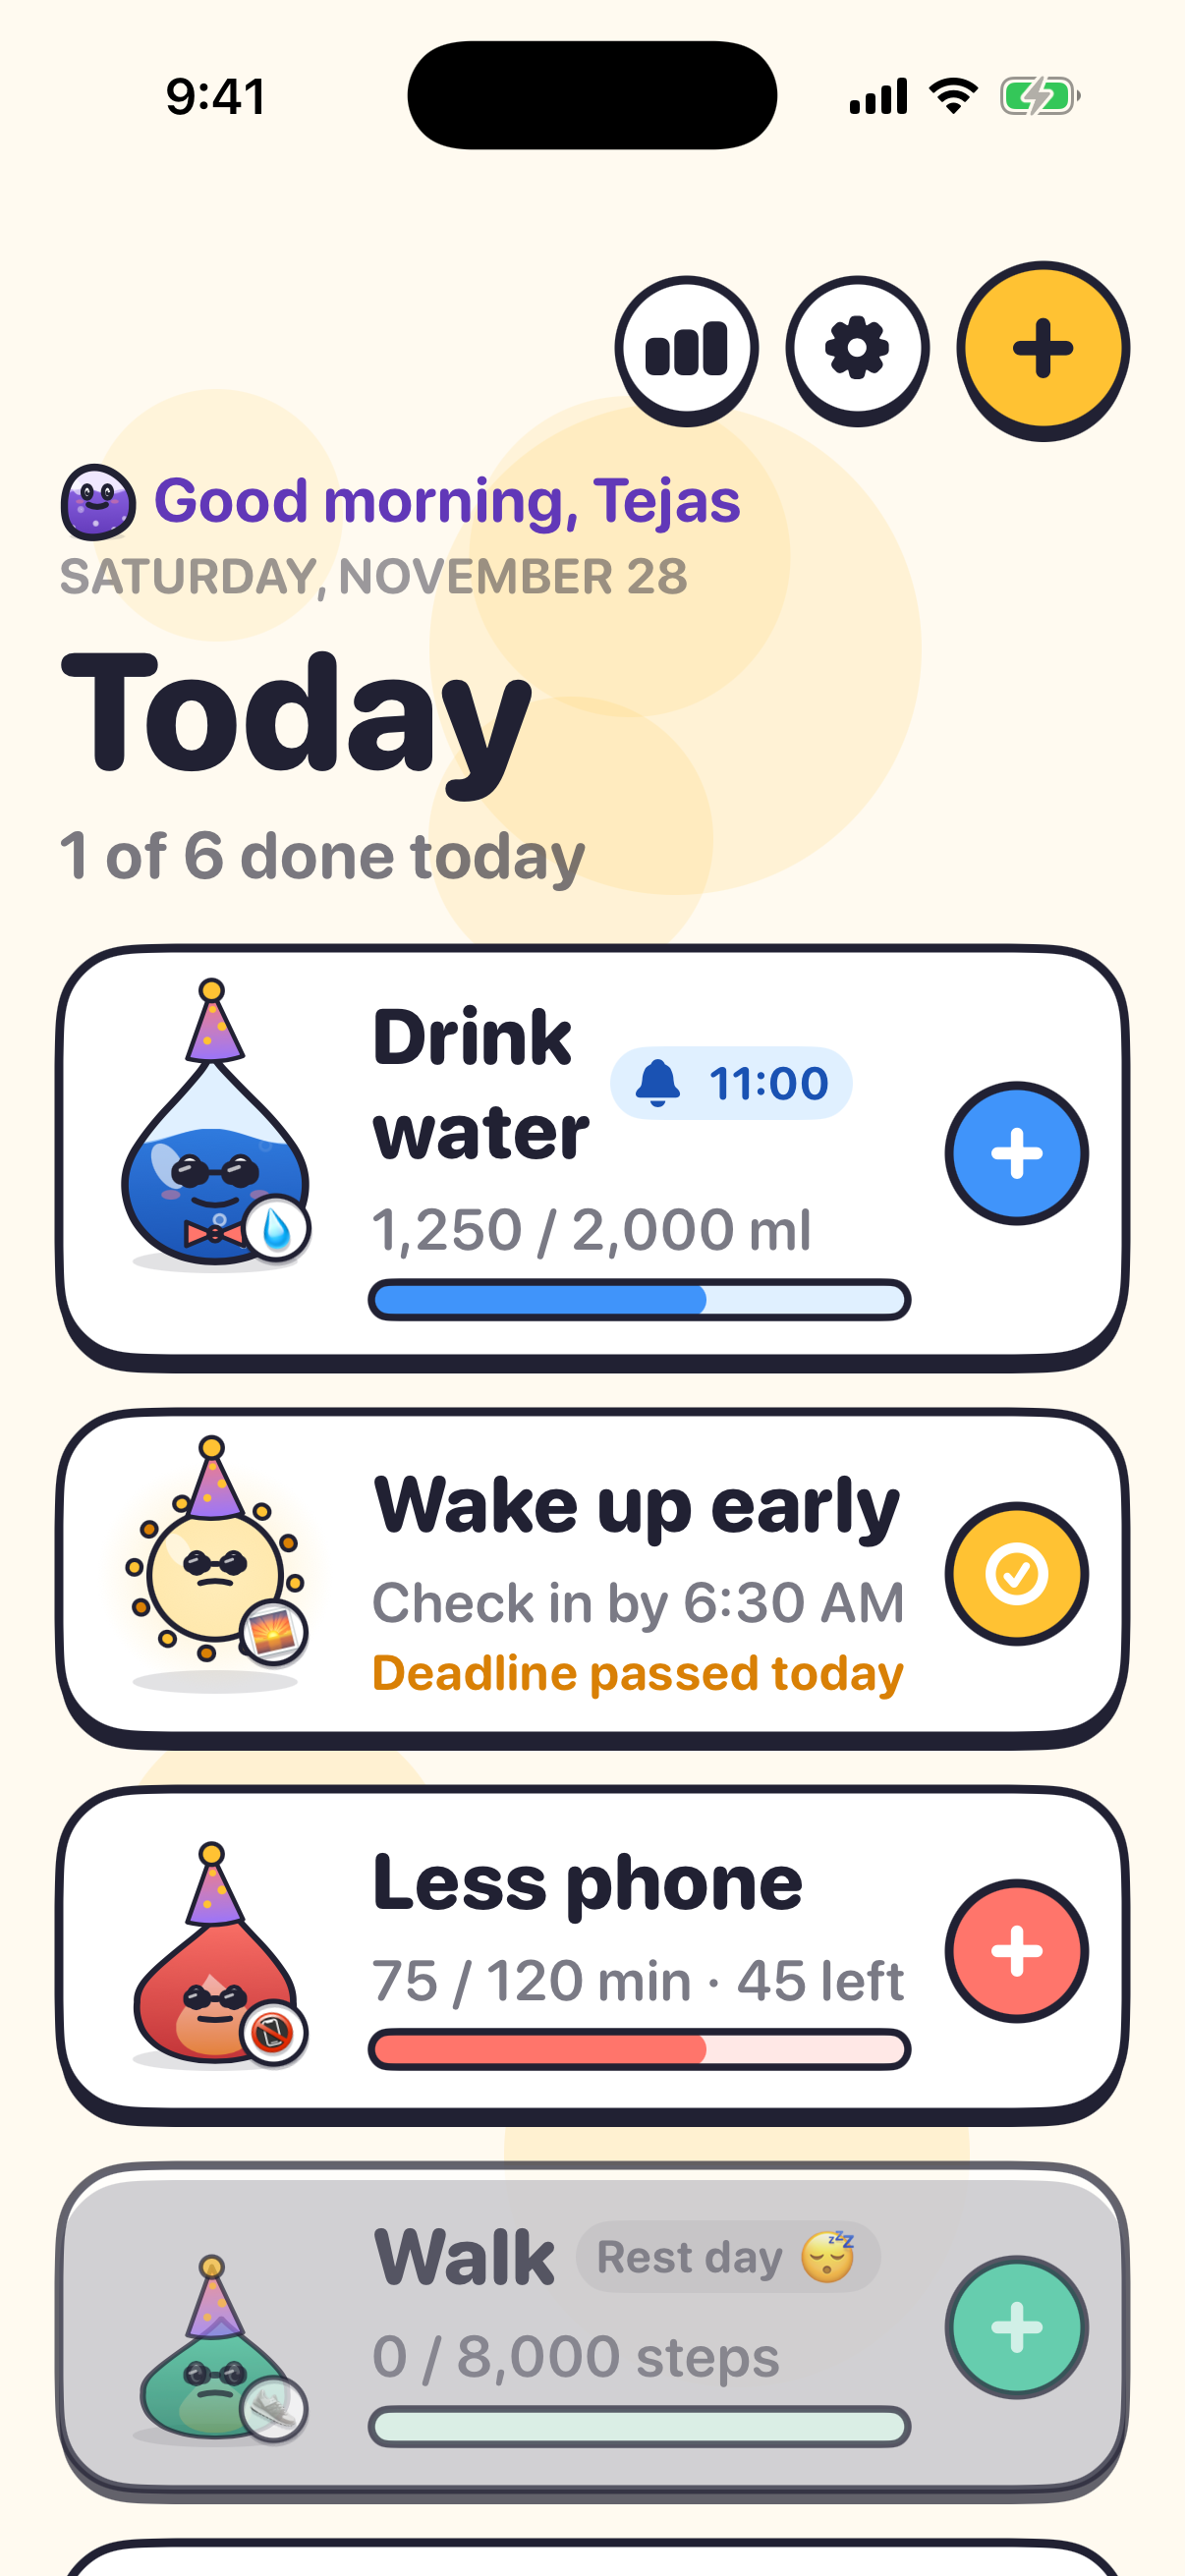 9:41
Good morning, Tejas
SATURDAY, NOVEMBER 28
Today
1 of 6 done today
Drink
water
11:00
1,250 / 2,000 ml
Wake up early
Check in by 6:30 AM
Deadline passed today
Less phone
75 / 120 min · 45 left
Walk
Rest day 😴
0 / 8,000 steps